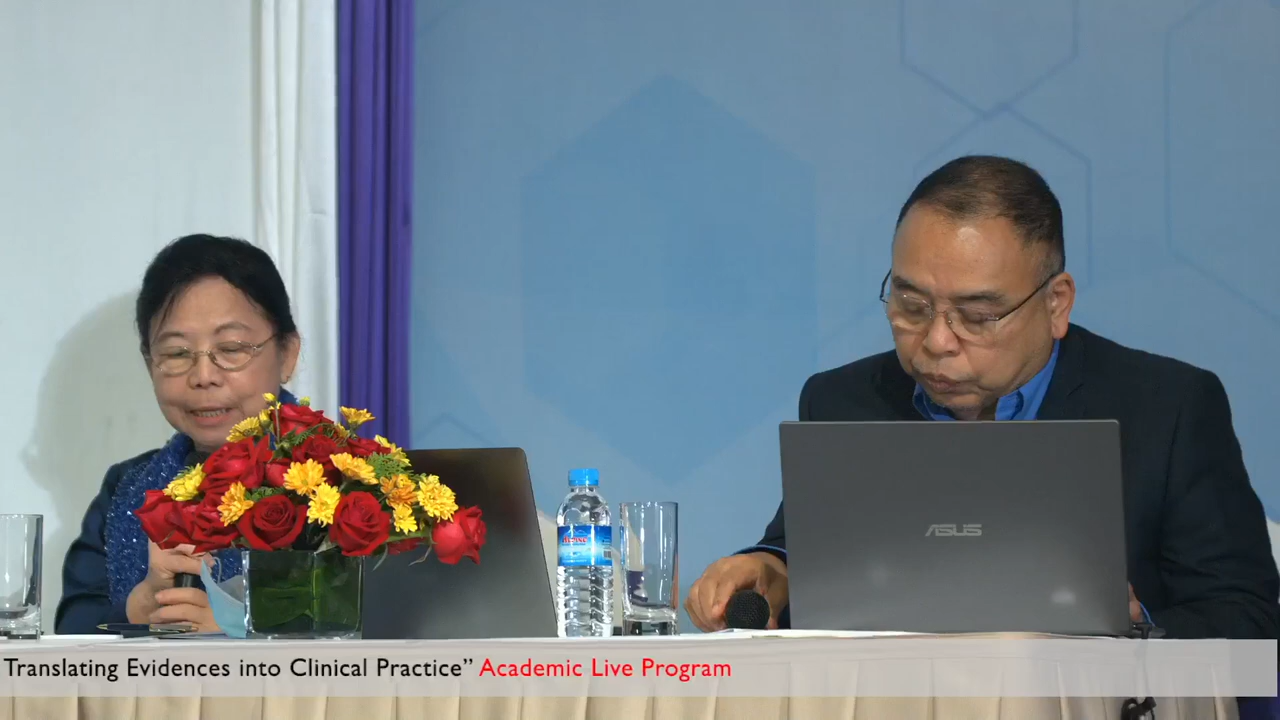 ASUS
Translating Evidences into Clinical Practice” Academic Live Program